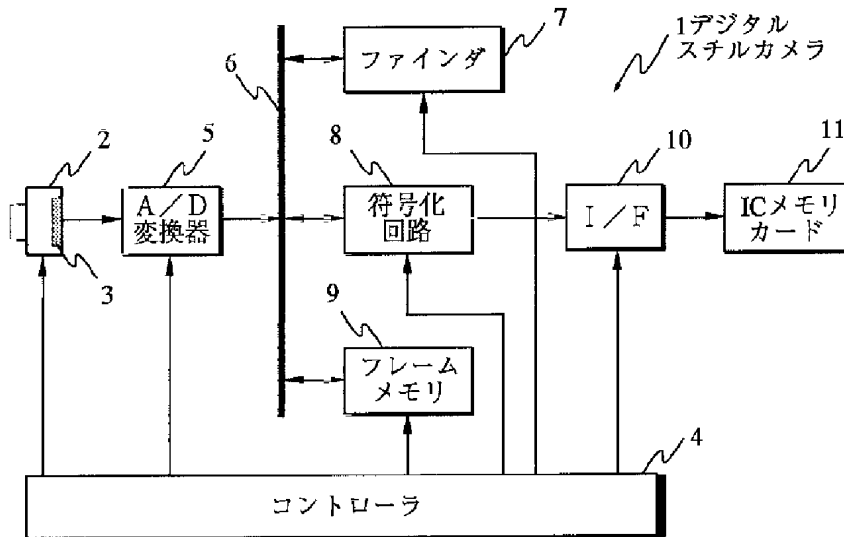 7
1デジタル
スチルカメラ
ファインダ
6
2
5
8
10
11
A/D
変換器
符号化
回路
I/F
ICメモリ
カード
3
9
フレーム
メモリ
4
コントローラ